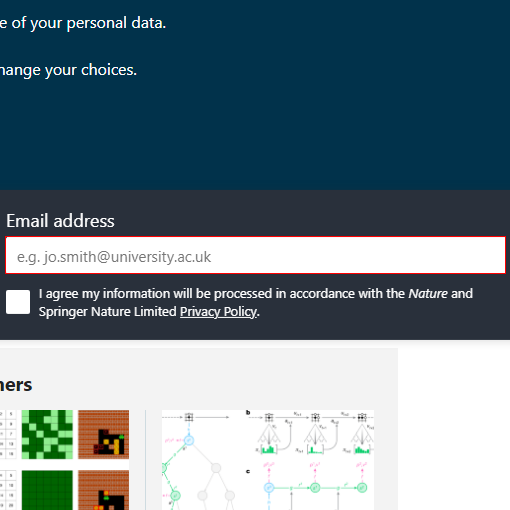 e of your personal data.
hange your choices.
Email address
e.g. jo.smith@university.ac.uk
I agree my information will be processed in accordance with the Nature and
Springer Nature Limited Privacy Policy.
ners
b
c